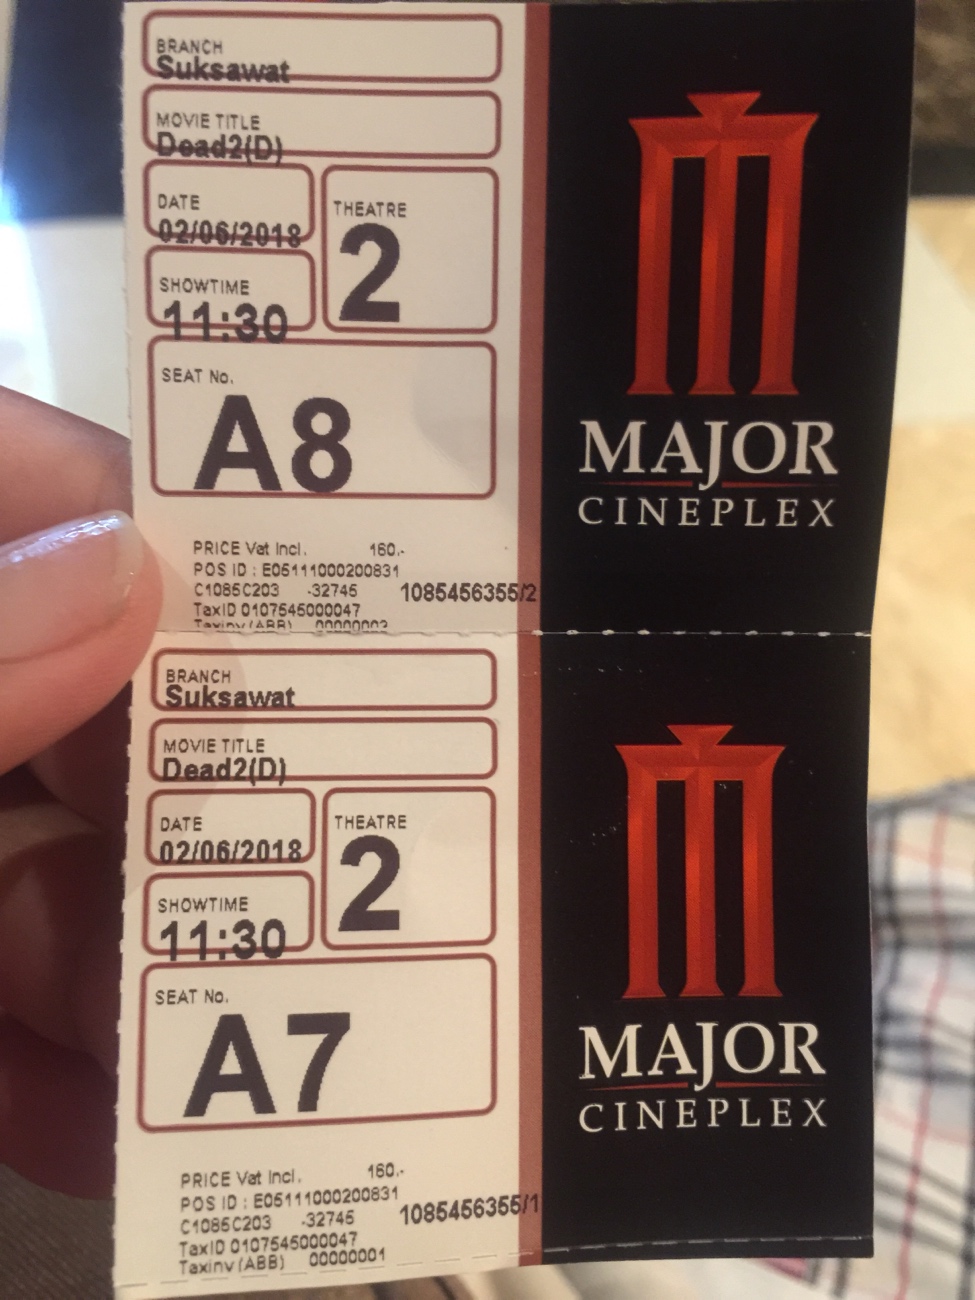 BRANCH
Suksawat
MOVIE TITLE
Dead2(D)
DATE
02/06/2018
THEATRE
2
SHOWTIME
11:30
SEAT No.
A8
PRICE Vat Incl. 160.-
POS ID : E05111000200831
C1085C203 -32745 1085456355/2
TaxID 0107545000047
Taxinv (ABB) 00000002
MAJOR
CINEPLEX
BRANCH
Suksawat
MOVIE TITLE
Dead2(D)
DATE
02/06/2018
THEATRE
2
SHOWTIME
11:30
SEAT No.
A7
PRICE Vat Incl. 160.-
POS ID : E05111000200831
C1085C203 -32745 1085456355/1
TaxID 0107545000047
Taxinv (ABB) 00000001
MAJOR
CINEPLEX